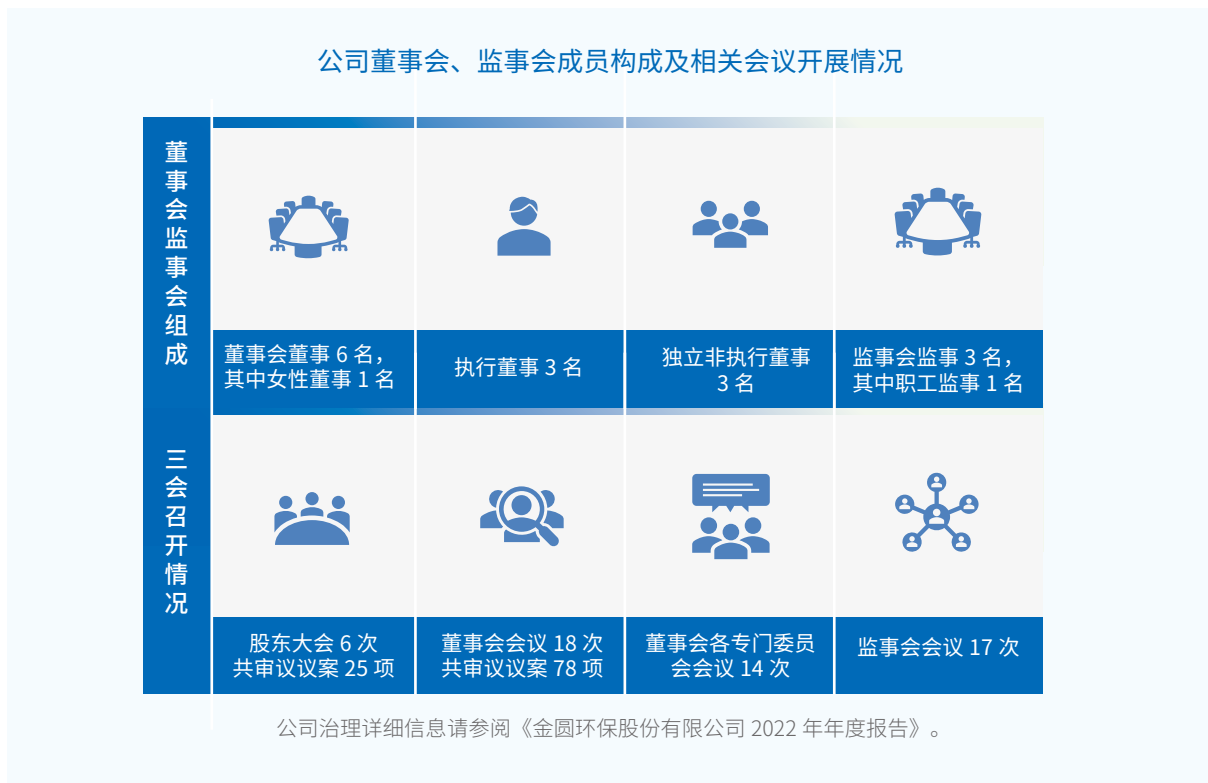 公司董事会、监事会成员构成及相关会议开展情况
董事会监事会组成
董事会董事 6 名，
其中女性董事 1 名
执行董事 3 名
独立非执行董事
3 名
监事会监事 3 名，
其中职工监事 1 名
三会召开情况
股东大会 6 次
共审议议案 25 项
董事会会议 18 次
共审议议案 78 项
董事会各专门委员
会会议 14 次
监事会会议 17 次
公司治理详细信息请参阅《金圆环保股份有限公司 2022 年年度报告》。